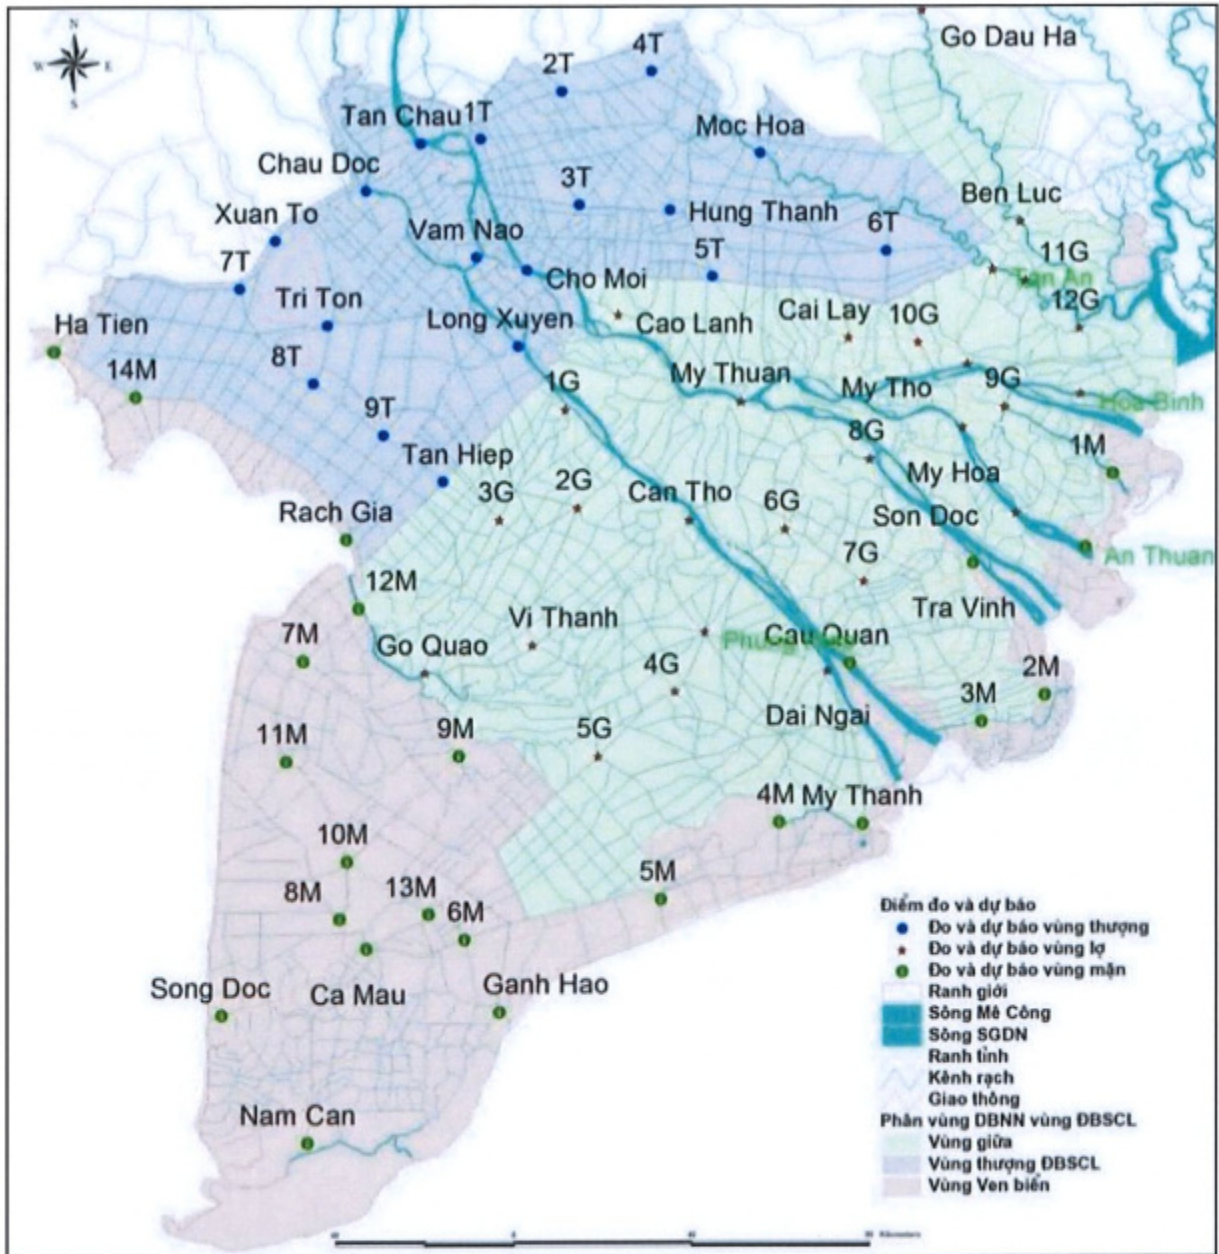 N
W
E
S
Go Dau Ha
4T
2T
Tan Chau
1T
Moc Hoa
Chau Doc
3T
Ben Luc
Xuan To
Hung Thanh
Vam Nao
6T
11G
7T
5T
Tan An
Cho Moi
Tri Ton
12G
Ha Tien
Long Xuyen
Cao Lanh
Cai Lay
10G
8T
14M
1G
My Thuan
My Tho
9G
Hoa Binh
9T
8G
1M
Tan Hiep
My Hoa
3G
2G
Can Tho
6G
Rach Gia
Son Doc
7G
An Thuan
12M
Vi Thanh
Tra Vinh
7M
Go Quao
Cau Quan
4G
2M
3M
Dai Ngai
11M
9M
5G
4M
My Thanh
10M
8M
13M
5M
6M
Song Doc
Ca Mau
Ganh Hao
Nam Can
Điểm đo và dự báo
Đo và dự báo vùng thượng
Đo và dự báo vùng lợ
Đo và dự báo vùng mặn
Ranh giới
Sông Mê Công
Sông SGDN
Ranh tỉnh
Kênh rạch
Giao thông
Phân vùng DBNN vùng ĐBSCL
Vùng giữa
Vùng thượng ĐBSCL
Vùng Ven biển